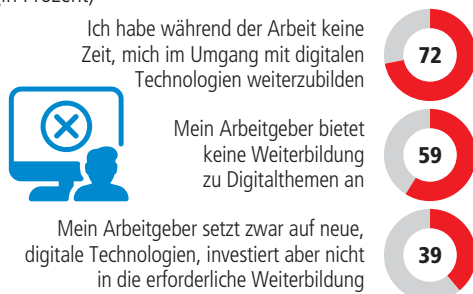 (in Prozent)
Ich habe während der Arbeit keine
Zeit, mich im Umgang mit digitalen
Technologien weiterzubilden
72
Mein Arbeitgeber bietet
keine Weiterbildung
zu Digitalthemen an
59
Mein Arbeitgeber setzt zwar auf neue,
digitale Technologien, investiert aber nicht
in die erforderliche Weiterbildung
39